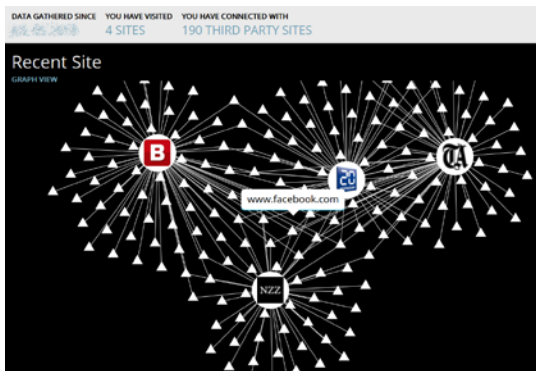 DATA GATHERED SINCE YOU HAVE VISITED YOU HAVE CONNECTED WITH
4 SITES 190 THIRD PARTY SITES
Recent Site
GRAPH VIEW
B
20
TA
www.facebook.com
NZZ